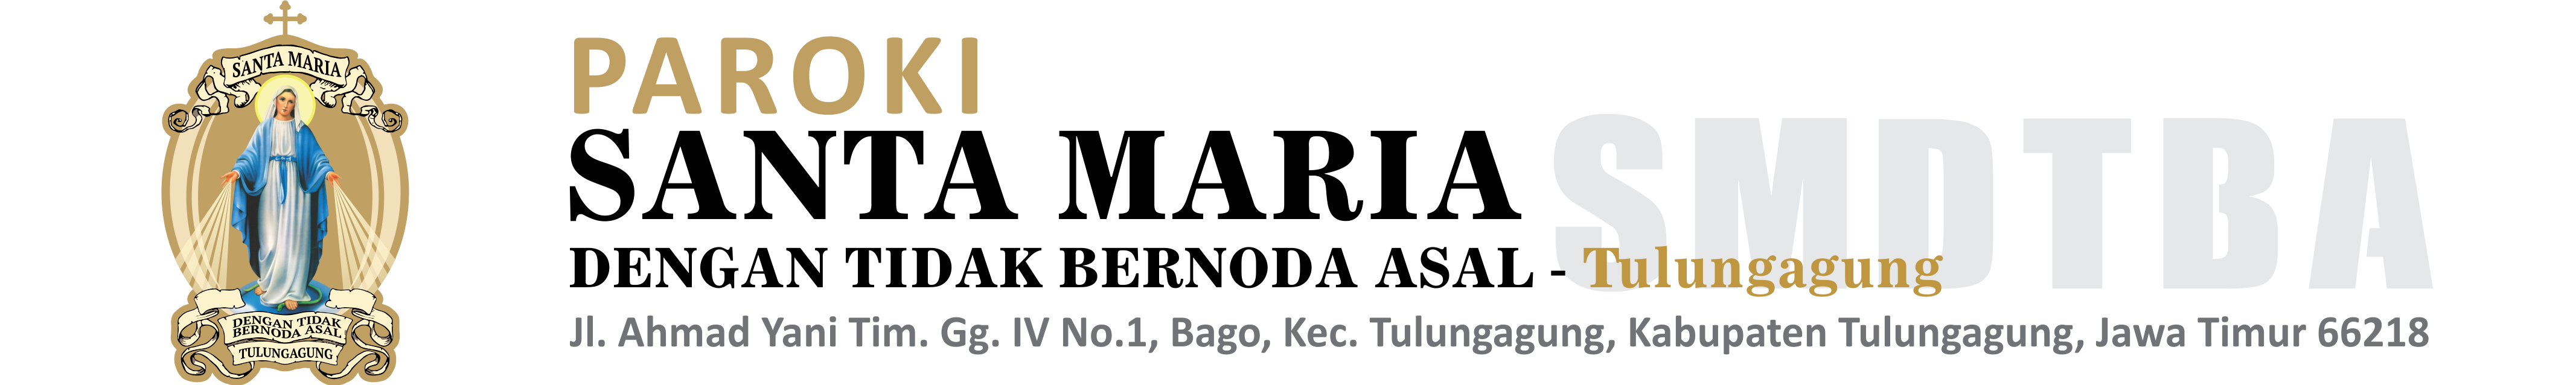 SANTA MARIA
DENGAN TIDAK
BERNODA ASAL
TULUNGAGUNG
PAROKI
SANTA MARIA
SMDTBA
DENGAN TIDAK BERNODA ASAL - Tulungagung
Jl. Ahmad Yani Tim. Gg. IV No.1, Bago, Kec. Tulungagung, Kabupaten Tulungagung, Jawa Timur 66218